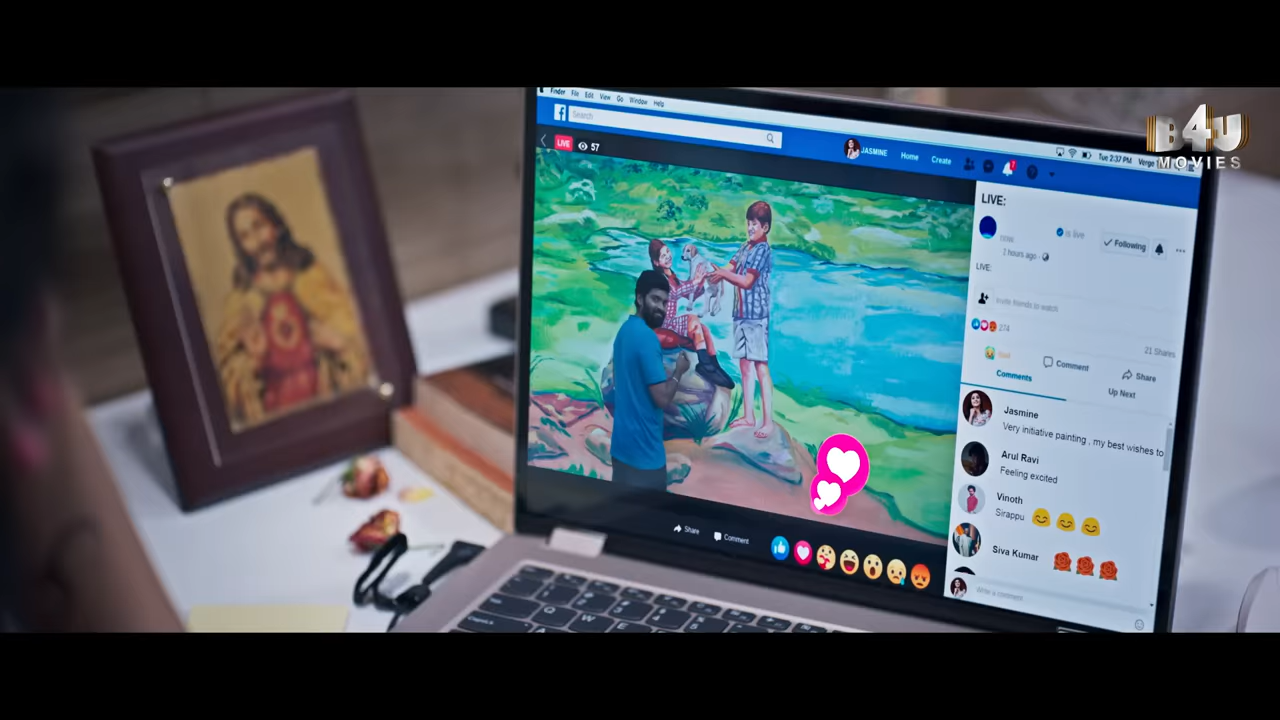 Finder File Edit View Go Window Help
Tue 2:37 PM
B4U
MOVIES
f Search
JASMINE Home Create
LIVE 57
LIVE:
is live
Following
2 hours ago
LIVE:
invite friends to watch
274
21 Shares
Sad Comment Share
Comments Up Next
Jasmine
Very initiative painting , my best wishes to
Arul Ravi
Feeling excited
Vinoth
Sirappu 😊 😊 😊
Siva Kumar
Write a comment
Share Comment
Q W E